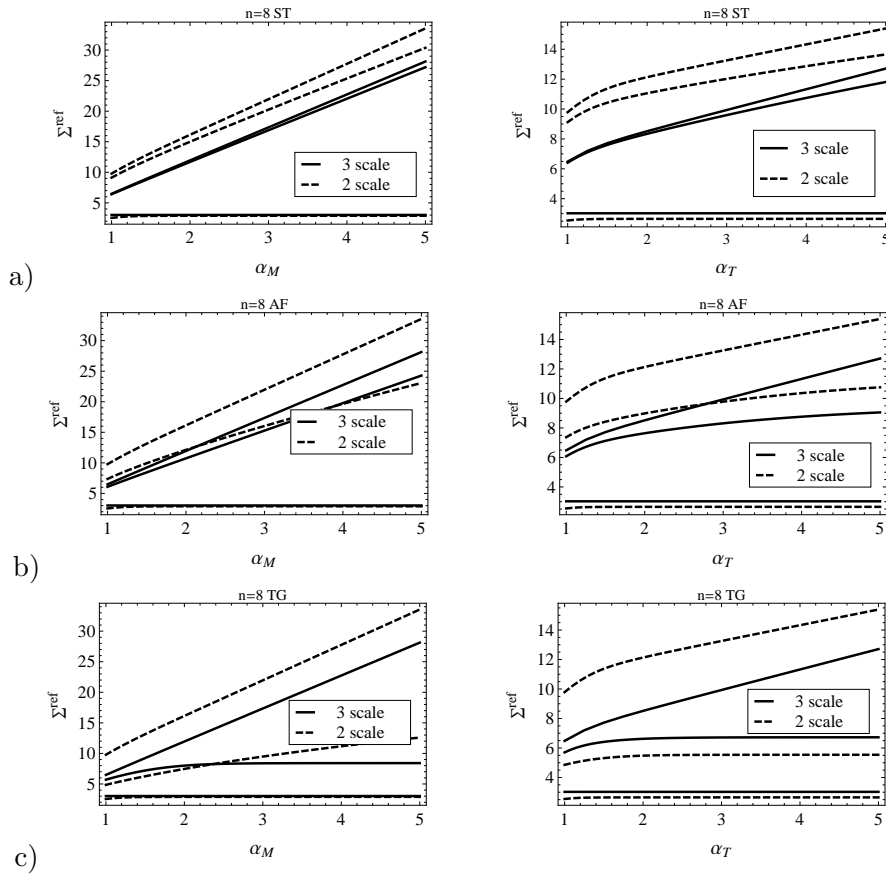 n=8 ST
30
25
20
15
10
5
Σ^ref
3 scale
2 scale
1 2 3 4 5
α_M
n=8 ST
14
12
10
8
6
4
Σ^ref
3 scale
2 scale
1 2 3 4 5
α_T
a)
n=8 AF
30
25
20
15
10
5
Σ^ref
3 scale
2 scale
1 2 3 4 5
α_M
n=8 AF
14
12
10
8
6
4
Σ^ref
3 scale
2 scale
1 2 3 4 5
α_T
b)
n=8 TG
30
25
20
15
10
5
Σ^ref
3 scale
2 scale
1 2 3 4 5
α_M
n=8 TG
14
12
10
8
6
4
Σ^ref
3 scale
2 scale
1 2 3 4 5
α_T
c)